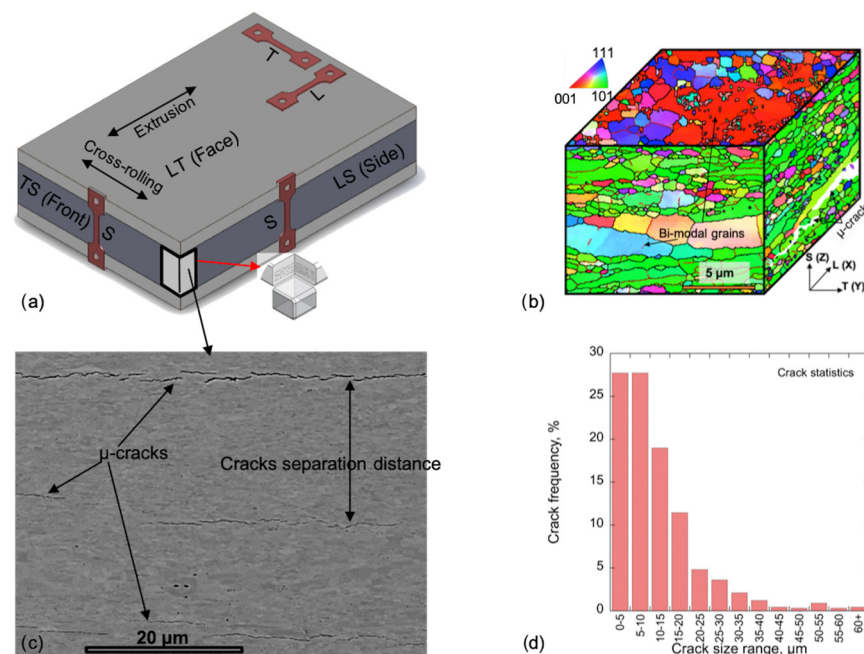 T
L
Extrusion
Cross-rolling
LT (Face)
LS (Side)
TS (Front)
S
S
(a)
111
001
101
Bi-modal grains
5 µm
µ-crack
S (Z)
L (X)
T (Y)
(b)
µ-cracks
Cracks separation distance
20 µm
(c)
Crack statistics
Crack frequency, %
30
25
20
15
10
5
0
0-5
5-10
10-15
15-20
20-25
25-30
30-35
35-40
40-45
45-50
50-55
55-60
60+
Crack size range, µm
(d)